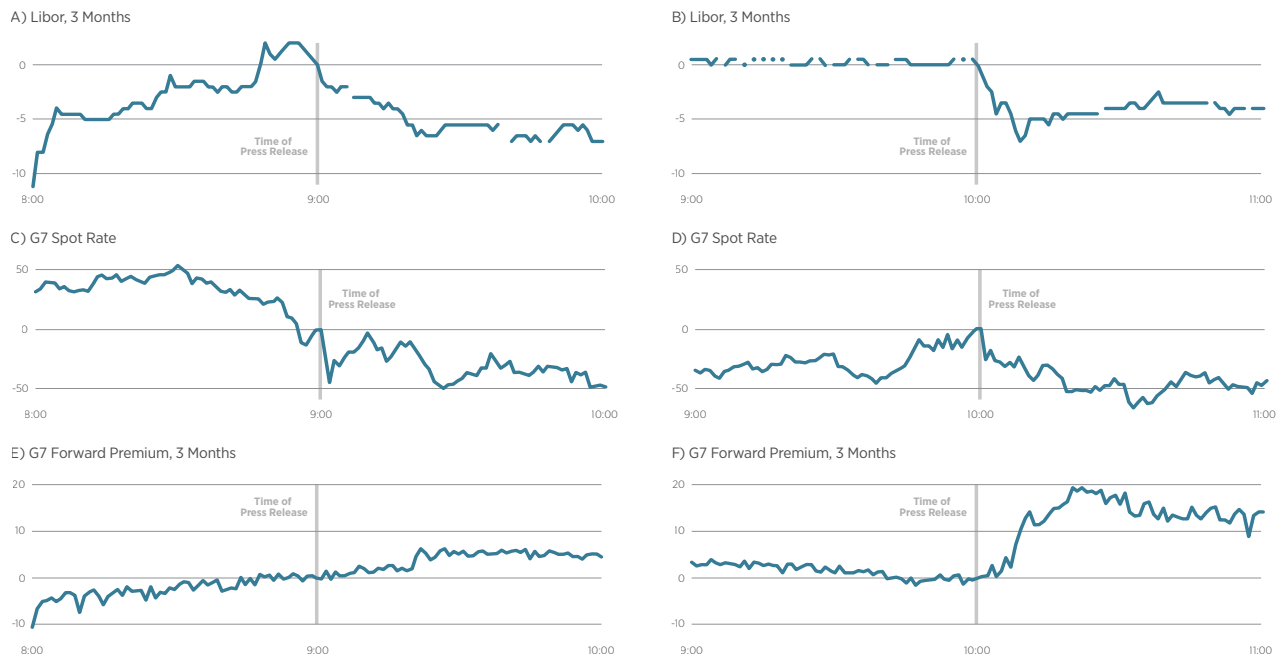 A) Libor, 3 Months
0
-5
-10
Time of
Press Release
8:00
9:00
10:00
B) Libor, 3 Months
0
-5
-10
Time of
Press Release
9:00
10:00
11:00
C) G7 Spot Rate
50
0
-50
Time of
Press Release
8:00
9:00
10:00
D) G7 Spot Rate
50
0
-50
Time of
Press Release
9:00
10:00
11:00
E) G7 Forward Premium, 3 Months
20
10
0
-10
Time of
Press Release
8:00
9:00
10:00
F) G7 Forward Premium, 3 Months
20
10
0
-10
Time of
Press Release
9:00
10:00
11:00